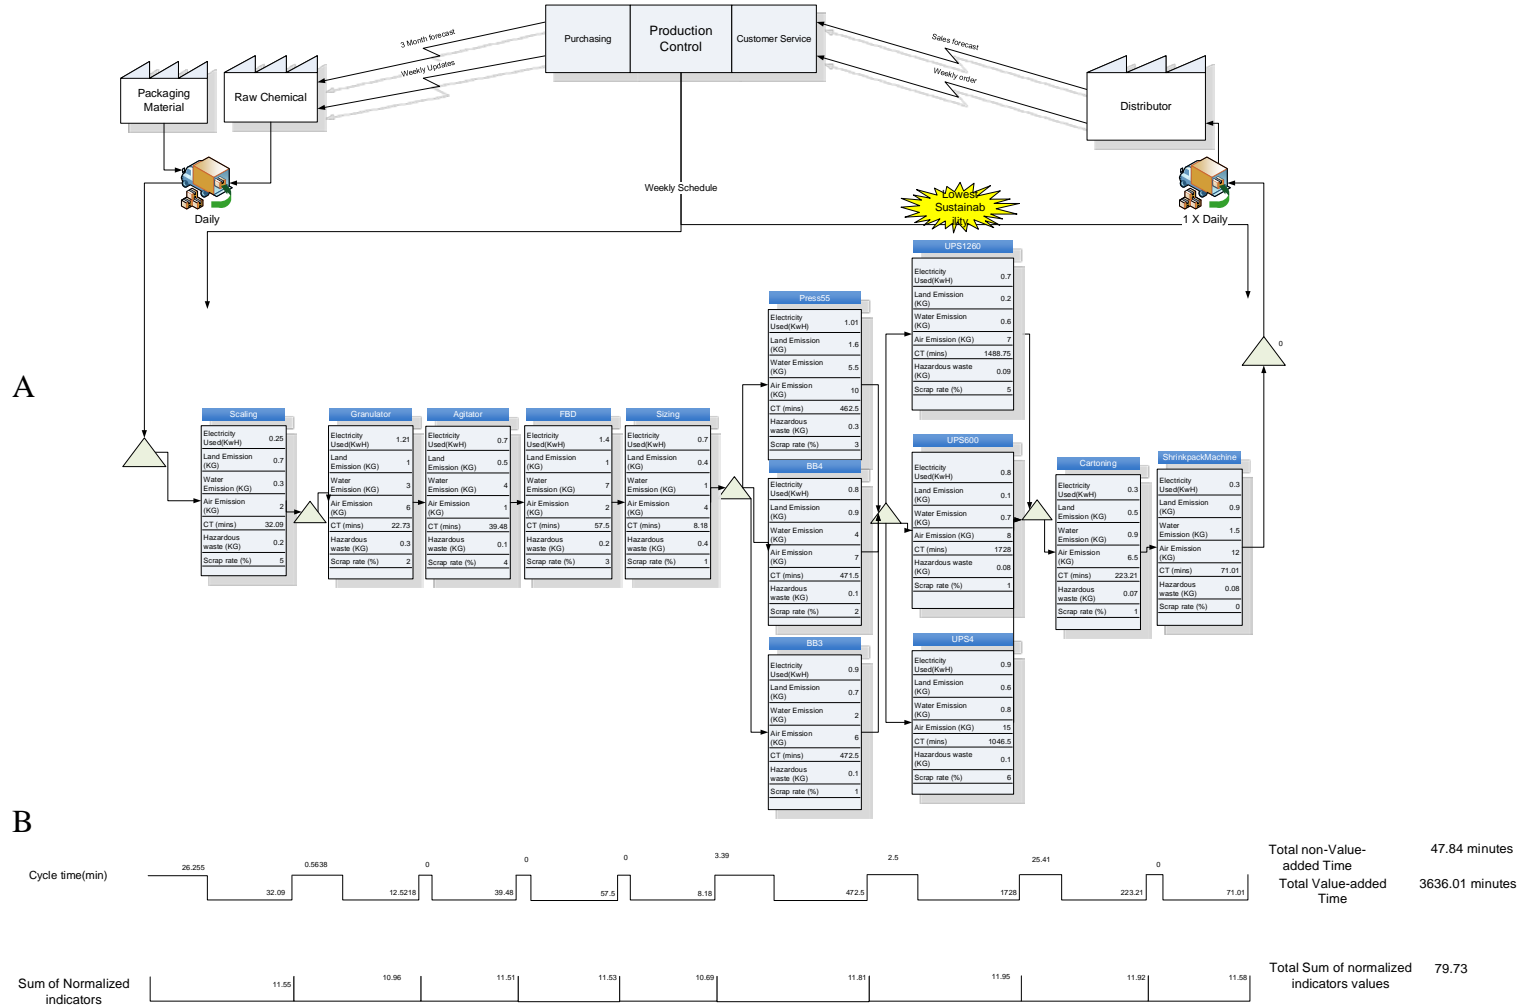 Purchasing
Production
Control
Customer Service
3 Month forecast
Weekly Updates
Sales forecast
Weekly order
Packaging
Material
Raw Chemical
Distributor
Daily
Weekly Schedule
Lowest
Sustainab
ility
1 X Daily
0
A
Scaling
Electricity
Used(KwH) 0.25
Land Emission
(KG) 0.7
Water
Emission (KG) 0.3
Air Emission
(KG) 2
CT (mins) 32.09
Hazardous
waste (KG) 0.2
Scrap rate (%) 5
Granulator
Electricity
Used(KwH) 1.21
Land
Emission (KG) 1
Water
Emission (KG) 3
Air Emission
(KG) 6
CT (mins) 22.73
Hazardous
waste (KG) 0.3
Scrap rate (%) 2
Agitator
Electricity
Used(KwH) 0.7
Land
Emission (KG) 0.5
Water
Emission (KG) 4
Air Emission
(KG) 1
CT (mins) 39.48
Hazardous
waste (KG) 0.1
Scrap rate (%) 4
FBD
Electricity
Used(KwH) 1.4
Land Emission
(KG) 1
Water
Emission (KG) 7
Air Emission
(KG) 2
CT (mins) 57.5
Hazardous
waste (KG) 0.2
Scrap rate (%) 3
Sizing
Electricity
Used(KwH) 0.7
Land Emission
(KG) 0.4
Water
Emission (KG) 1
Air Emission
(KG) 4
CT (mins) 8.18
Hazardous
waste (KG) 0.4
Scrap rate (%) 1
Press55
Electricity
Used(KwH) 1.01
Land Emission
(KG) 1.6
Water Emission
(KG) 5.5
Air Emission
(KG) 10
CT (mins) 462.5
Hazardous
waste (KG) 0.3
Scrap rate (%) 3
BB4
Electricity
Used(KwH) 0.8
Land Emission
(KG) 0.9
Water Emission
(KG) 4
Air Emission
(KG) 7
CT (mins) 471.5
Hazardous
waste (KG) 0.1
Scrap rate (%) 2
BB3
Electricity
Used(KwH) 0.9
Land Emission
(KG) 0.7
Water Emission
(KG) 2
Air Emission
(KG) 6
CT (mins) 472.5
Hazardous
waste (KG) 0.1
Scrap rate (%) 1
UPS1260
Electricity
Used(KwH) 0.7
Land Emission
(KG) 0.2
Water Emission
(KG) 0.6
Air Emission (KG) 7
CT (mins) 1488.75
Hazardous waste
(KG) 0.09
Scrap rate (%) 5
UPS600
Electricity
Used(KwH) 0.8
Land Emission
(KG) 0.1
Water Emission
(KG) 0.7
Air Emission (KG) 8
CT (mins) 1728
Hazardous waste
(KG) 0.08
Scrap rate (%) 1
UPS4
Electricity
Used(KwH) 0.9
Land Emission
(KG) 0.6
Water Emission
(KG) 0.8
Air Emission (KG) 15
CT (mins) 1046.5
Hazardous waste
(KG) 0.1
Scrap rate (%) 6
Cartoning
Electricity
Used(KwH) 0.3
Land
Emission (KG) 0.5
Water
Emission (KG) 0.9
Air Emission
(KG) 6.5
CT (mins) 223.21
Hazardous
waste (KG) 0.07
Scrap rate (%) 1
ShrinkpackMachine
Electricity
Used(KwH) 0.3
Land Emission
(KG) 0.9
Water
Emission (KG) 1.5
Air Emission
(KG) 12
CT (mins) 71.01
Hazardous
waste (KG) 0.08
Scrap rate (%) 0
B
Cycle time(min)
26.255 0.5638 0 0 0 3.39 2.5 25.41 0
32.09 12.5218 39.48 57.5 8.18 472.5 1728 223.21 71.01
Total non-Value-
added Time 47.84 minutes
Total Value-added
Time 3636.01 minutes
Sum of Normalized
indicators
11.55 10.96 11.51 11.53 10.69 11.81 11.95 11.92 11.58
Total Sum of normalized
indicators values 79.73